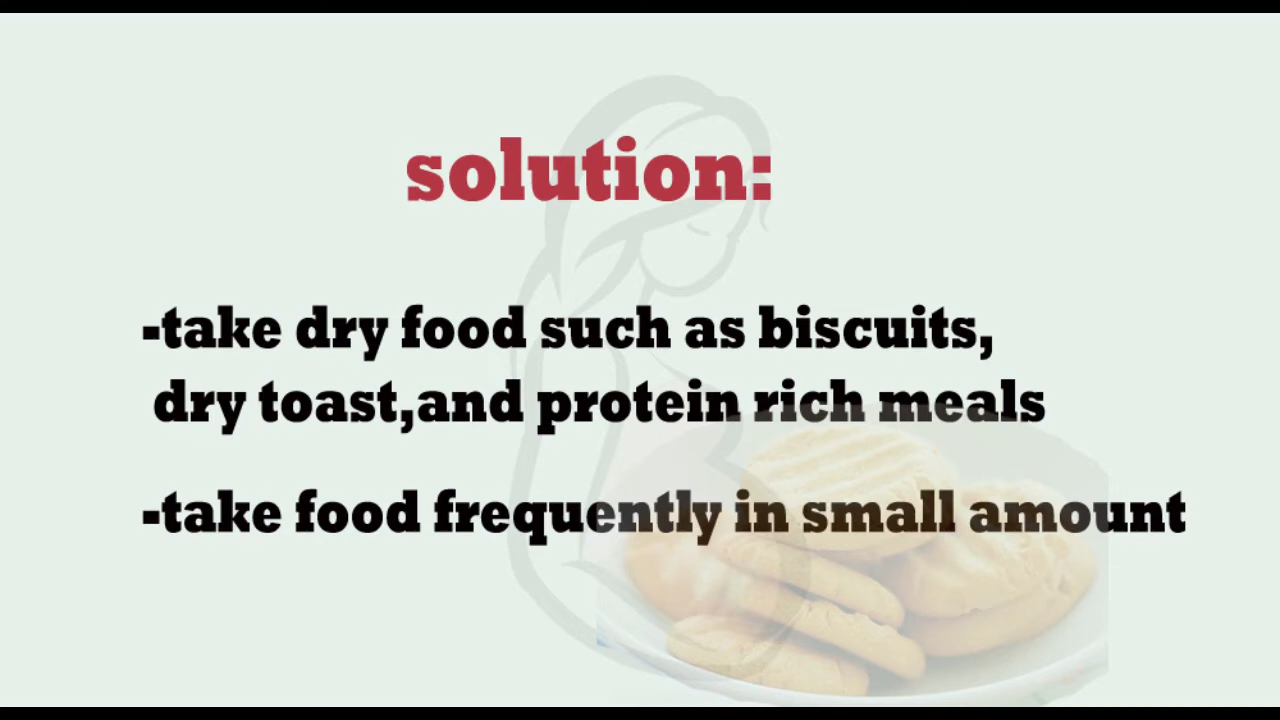 solution:
-take dry food such as biscuits,
dry toast,and protein rich meals
-take food frequently in small amount